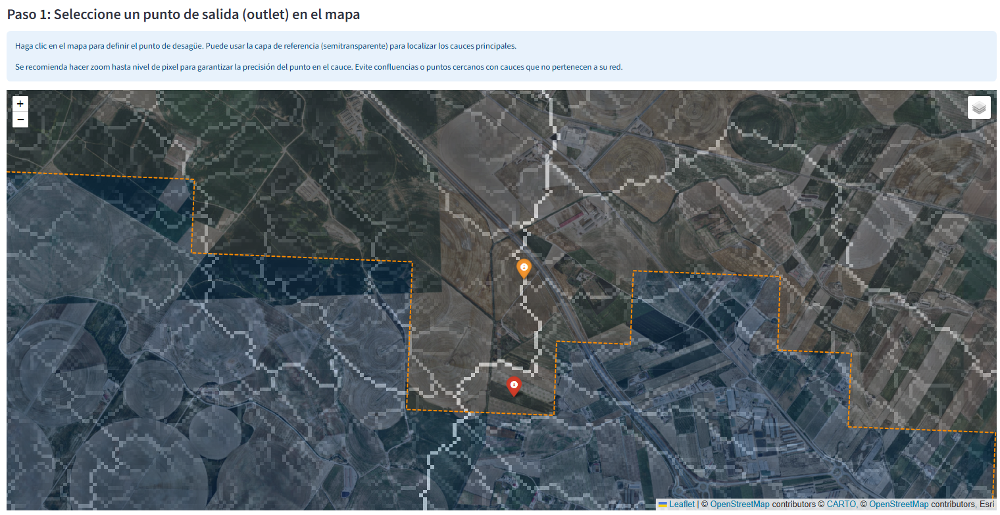 Paso 1: Seleccione un punto de salida (outlet) en el mapa
Haga clic en el mapa para definir el punto de desagüe. Puede usar la capa de referencia (semitransparente) para localizar los cauces principales.
Se recomienda hacer zoom hasta nivel de pixel para garantizar la precisión del punto en el cauce. Evite confluencias o puntos cercanos con cauces que no pertenecen a su red.
+
−
Leaflet | © OpenStreetMap contributors © CARTO, © OpenStreetMap contributors, Esri